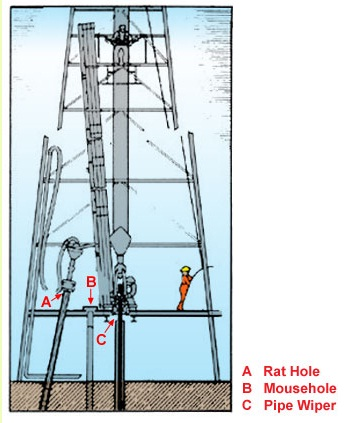 B
A
C
A Rat Hole
B Mousehole
C Pipe Wiper